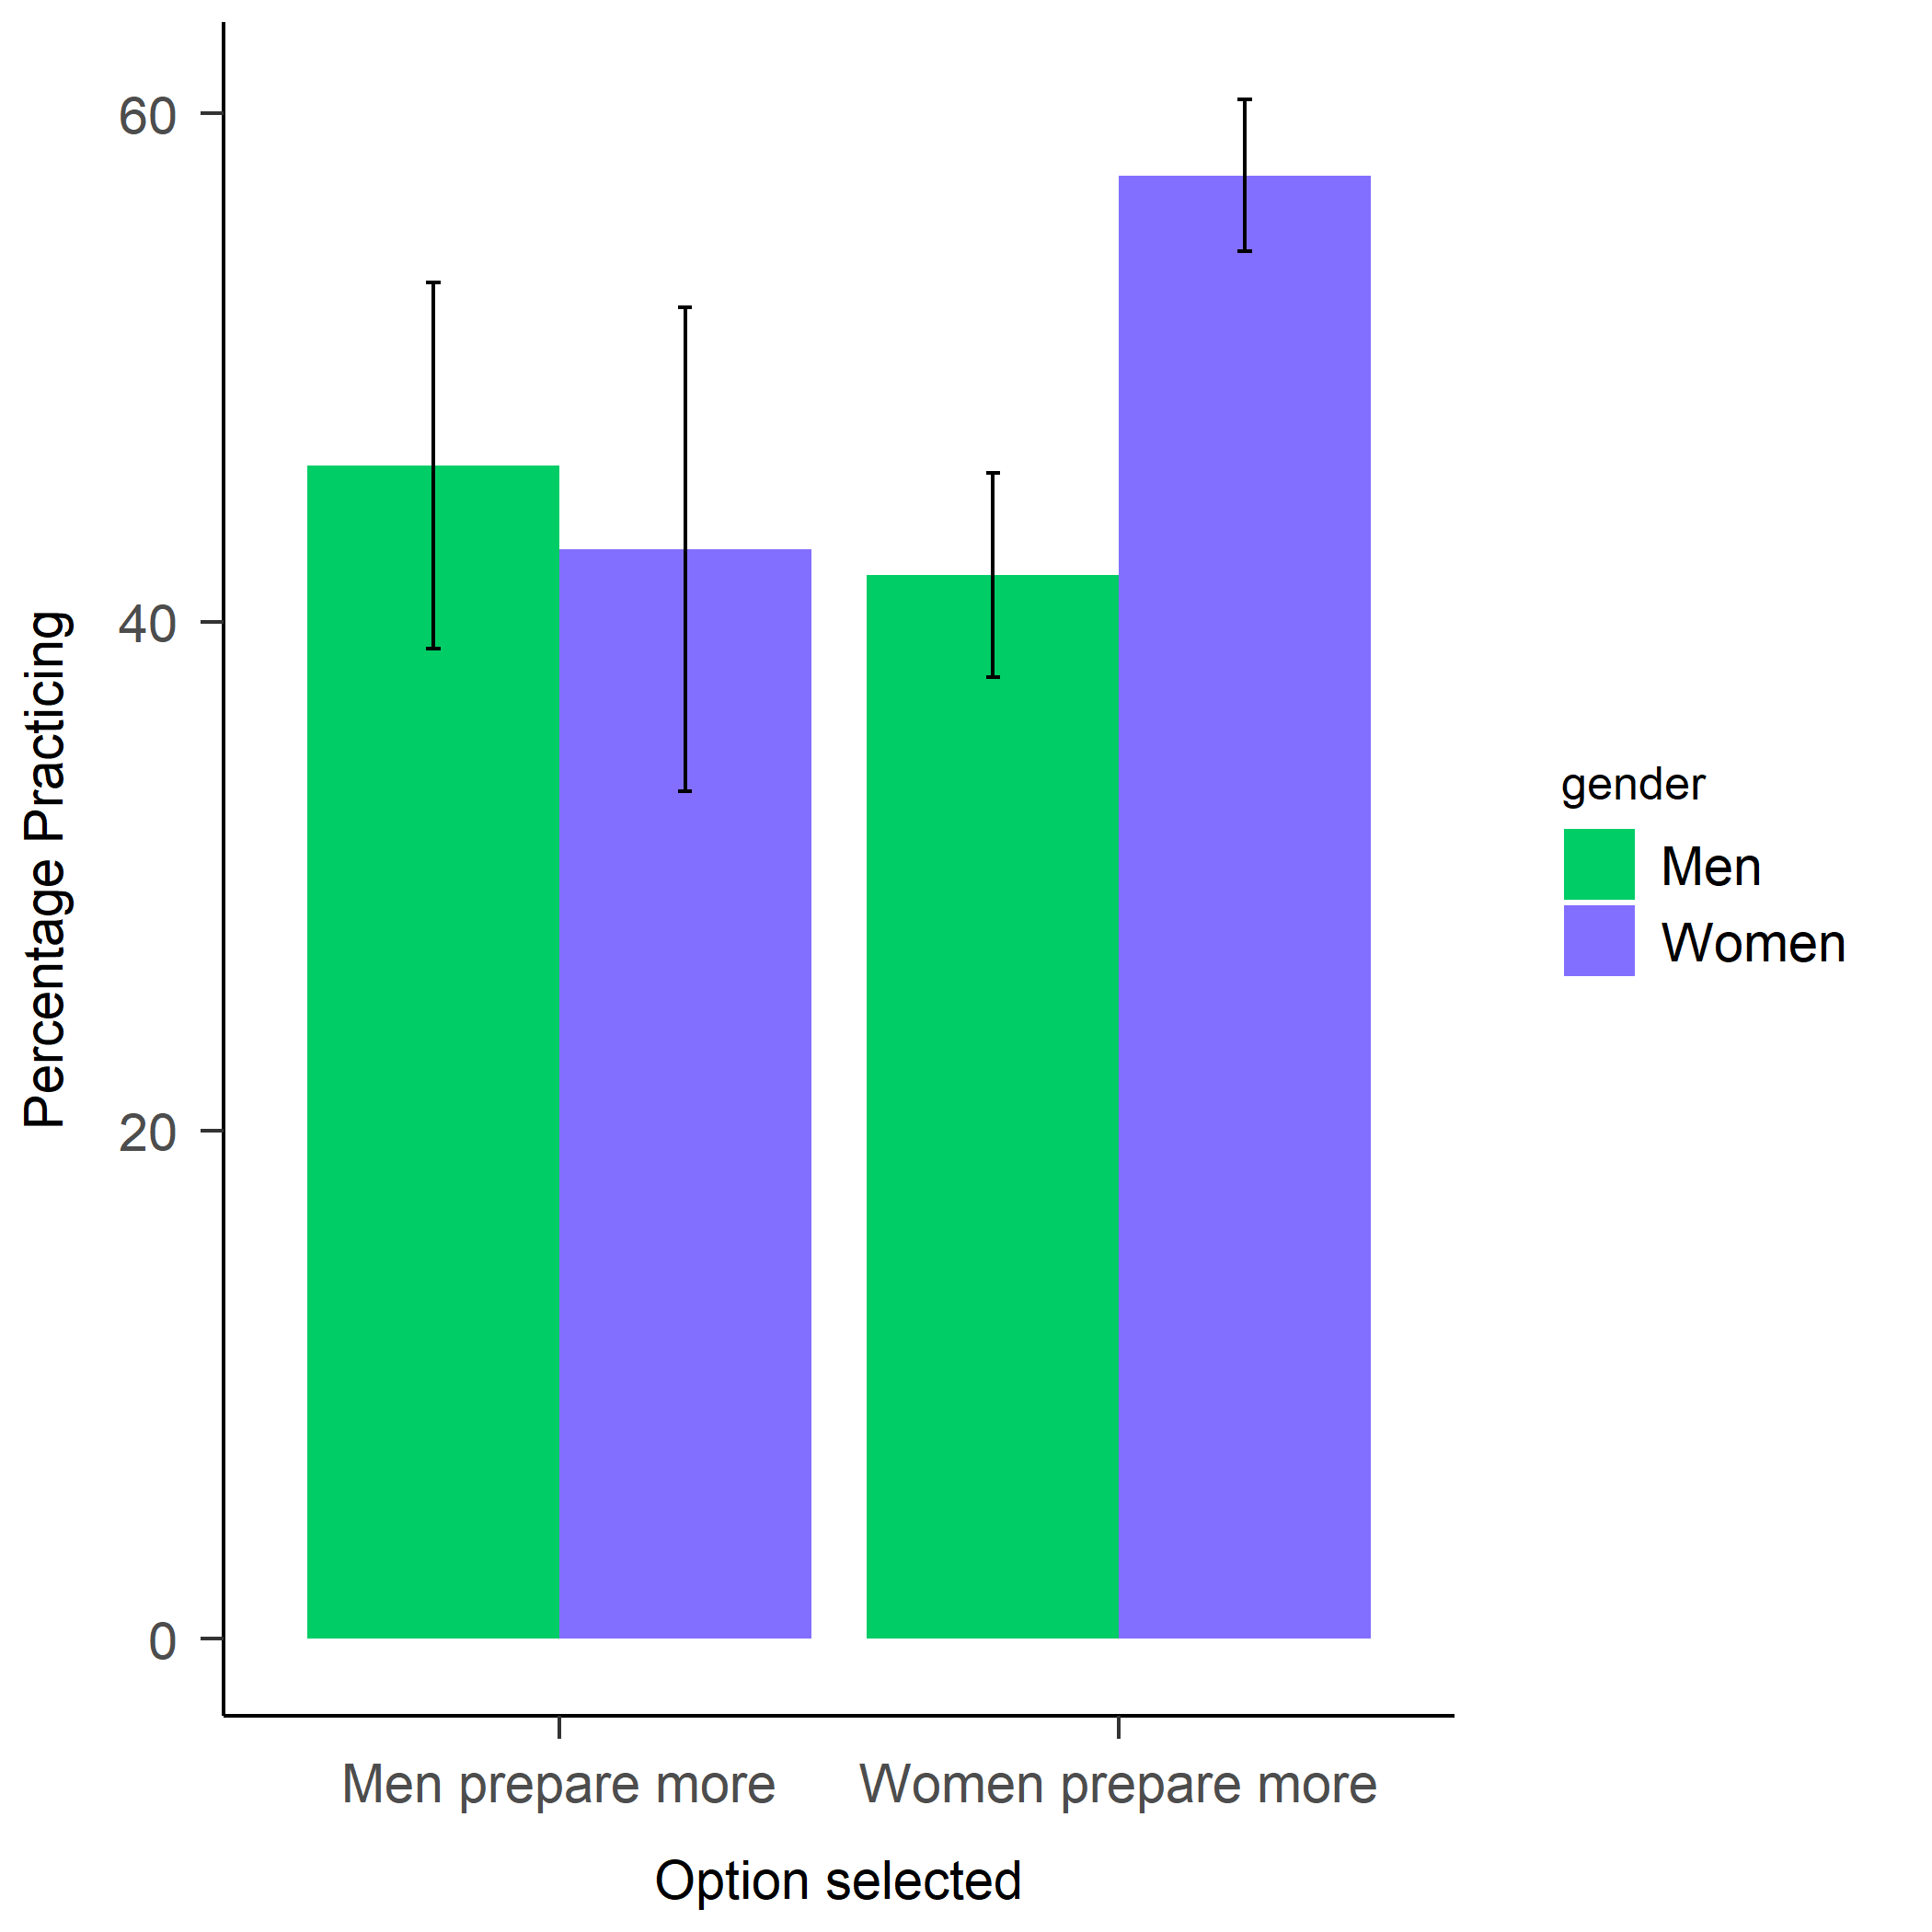 60
40
20
0
Percentage Practicing
Men prepare more
Women prepare more
Option selected
gender
Men
Women